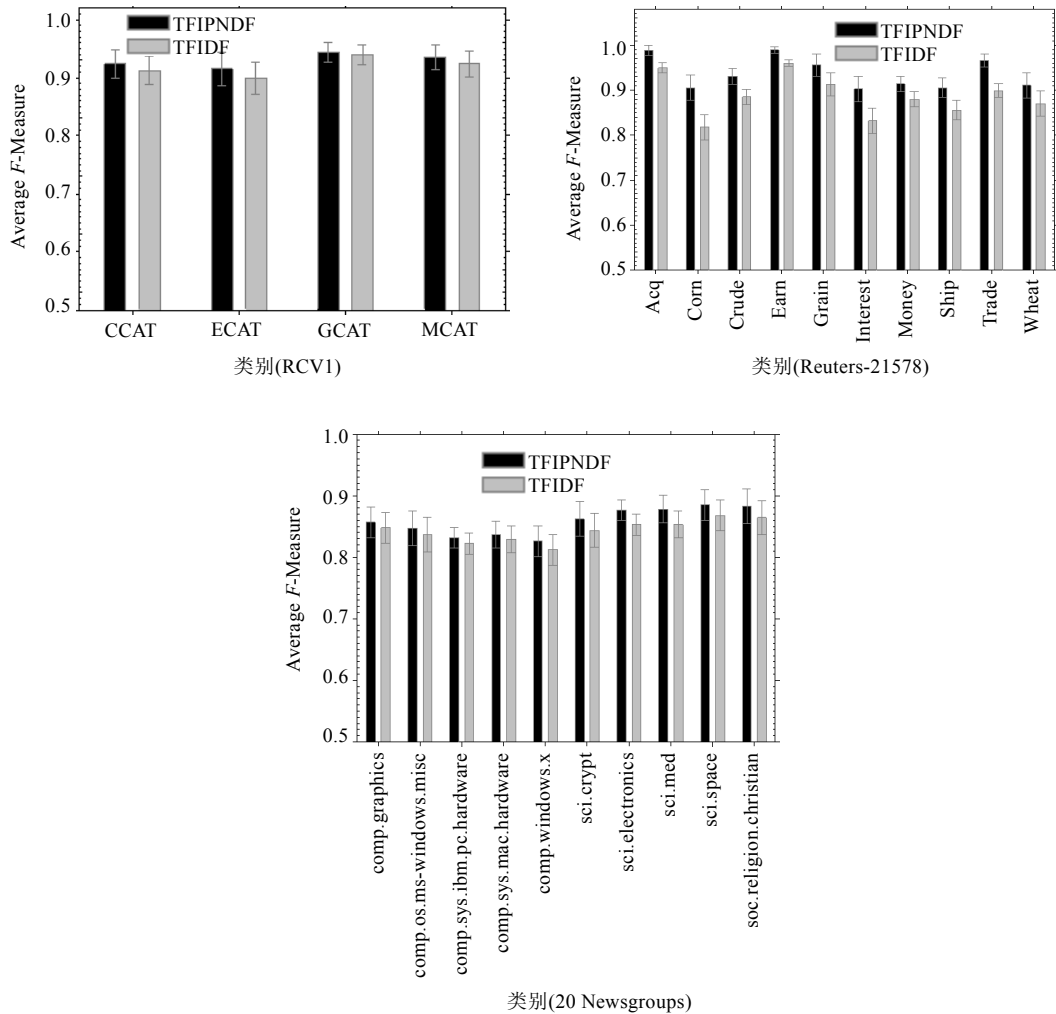 1.0
0.9
0.8
0.7
0.6
0.5
Average F-Measure
TFIPNDF
TFIDF
CCAT
ECAT
GCAT
MCAT
类别(RCV1)
1.0
0.9
0.8
0.7
0.6
0.5
Average F-Measure
TFIPNDF
TFIDF
Acq
Corn
Crude
Earn
Grain
Interest
Money
Ship
Trade
Wheat
类别(Reuters-21578)
1.0
0.9
0.8
0.7
0.6
0.5
Average F-Measure
TFIPNDF
TFIDF
comp.graphics
comp.os.ms-windows.misc
comp.sys.ibm.pc.hardware
comp.sys.mac.hardware
comp.windows.x
sci.crypt
sci.electronics
sci.med
sci.space
soc.religion.christian
类别(20 Newsgroups)